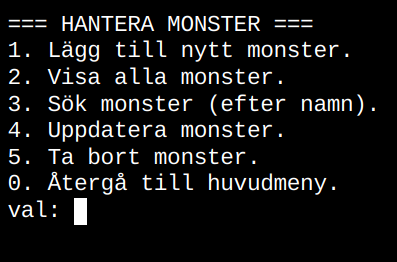 === HANTERA MONSTER ===
1. Lägg till nytt monster.
2. Visa alla monster.
3. Sök monster (efter namn).
4. Uppdatera monster.
5. Ta bort monster.
0. Återgå till huvudmeny.
val: